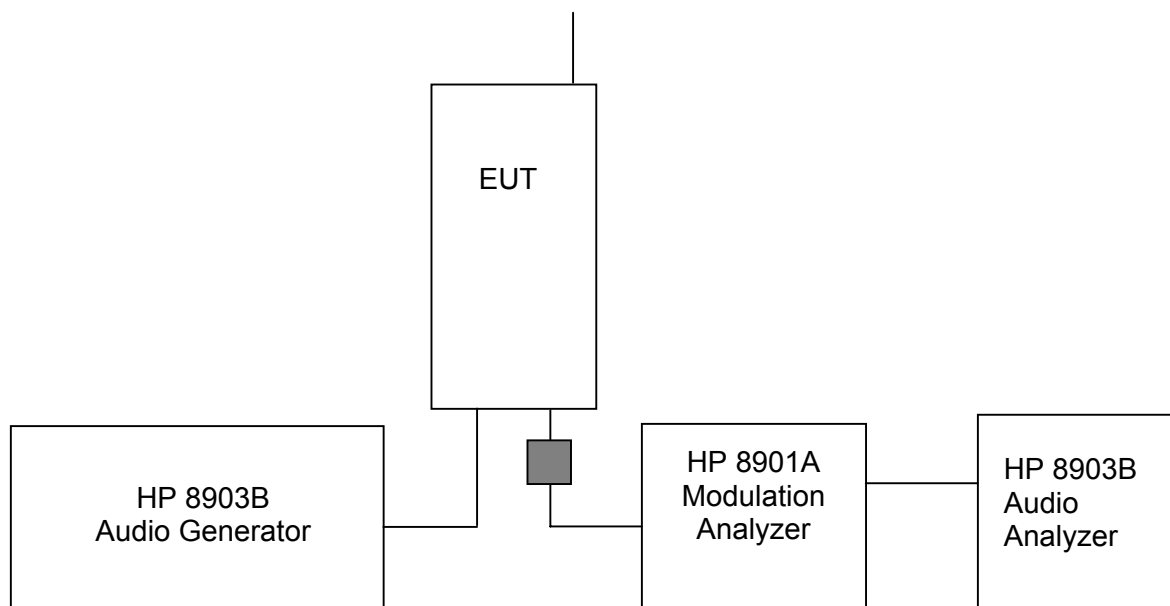 EUT
HP 8903B
Audio Generator
HP 8901A
Modulation
Analyzer
HP 8903B
Audio
Analyzer